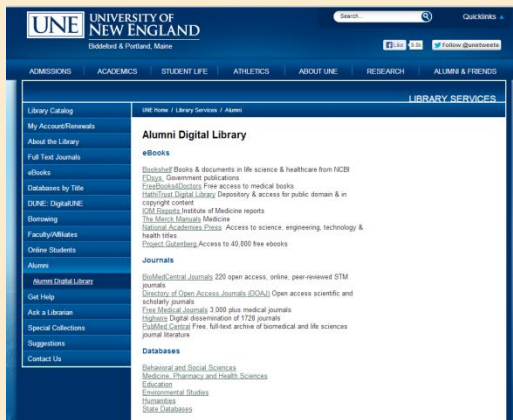 UNE
UNIVERSITY OF
NEW ENGLAND
Biddeford & Portland, Maine
Search...
Quicklinks
Like
Follow @unetweets
ADMISSIONS ACADEMICS STUDENT LIFE ATHLETICS ABOUT UNE RESEARCH ALUMNI & FRIENDS
LIBRARY SERVICES
Library Catalog
My Account/Renewals
About the Library
Full Text Journals
eBooks
Databases by Title
DUNE: DigitalUNE
Borrowing
Faculty/Affiliates
Online Students
Alumni
Alumni Digital Library
Get Help
Ask a Librarian
Special Collections
Suggestions
Contact Us
UNE Home / Library Services / Alumni
Alumni Digital Library
eBooks
Bookshelf Books & documents in life science & healthcare from NCBI
FDsys Government publications
FreeBooks4Doctors Free access to medical books
HathiTrust Digital Library Depository & access for public domain & in
copyright content
IOM Reports Institute of Medicine reports
The Merck Manuals Medicine
National Academies Press Access to science, engineering, technology &
health titles
Project Gutenberg Access to 40,000 free ebooks
Journals
BioMedCentral Journals 220 open access, online, peer-reviewed STM
journals
Directory of Open Access Journals (DOAJ) Open access scientific and
scholarly journals
Free Medical Journals 3,000 plus medical journals
Highwire Digital dissemination of 1728 journals
PubMed Central Free, full-text archive of biomedical and life sciences
journal literature
Databases
Behavioral and Social Sciences
Medicine, Pharmacy and Health Sciences
Education
Environmental Studies
Humanities
State Databases